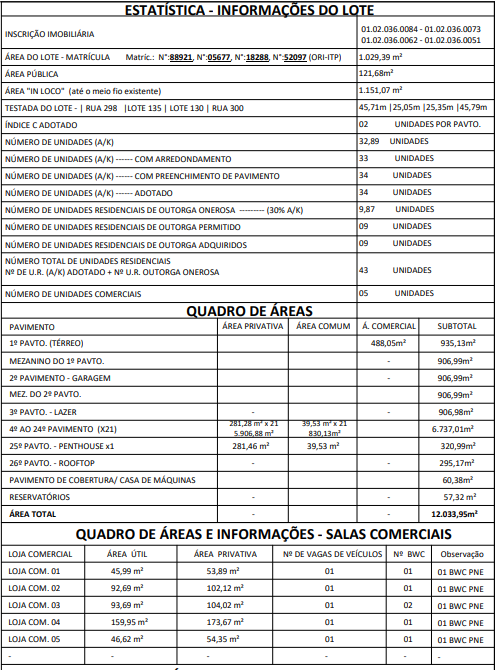 ESTATÍSTICA - INFORMAÇÕES DO LOTE
INSCRIÇÃO IMOBILIÁRIA 01.02.036.0084 - 01.02.036.0073
01.02.036.0062 - 01.02.036.0051
ÁREA DO LOTE - MATRÍCULA Matríc.: N°:88921, N°:05677, N°:18288, N°:52097 (ORI-ITP) 1.029,39 m²
ÁREA PÚBLICA 121,68m²
ÁREA "IN LOCO" (até o meio fio existente) 1.151,07 m²
TESTADA DO LOTE - | RUA 298 |LOTE 135 | LOTE 130 | RUA 300 45,71m |25,05m |25,35m |45,79m
ÍNDICE C ADOTADO 02 UNIDADES POR PAVTO.
NÚMERO DE UNIDADES (A/K) 32,89 UNIDADES
NÚMERO DE UNIDADES (A/K) ------ COM ARREDONDAMENTO 33 UNIDADES
NÚMERO DE UNIDADES (A/K) ------ COM PREENCHIMENTO DE PAVIMENTO 34 UNIDADES
NÚMERO DE UNIDADES (A/K) ------ ADOTADO 34 UNIDADES
NÚMERO DE UNIDADES RESIDENCIAIS DE OUTORGA ONEROSA --------- (30% A/K) 9,87 UNIDADES
NÚMERO DE UNIDADES RESIDENCIAIS DE OUTORGA PERMITIDO 09 UNIDADES
NÚMERO DE UNIDADES RESIDENCIAIS DE OUTORGA ADQUIRIDOS 09 UNIDADES
NÚMERO TOTAL DE UNIDADES RESIDENCIAIS
Nº DE U.R. (A/K) ADOTADO + Nº U.R. OUTORGA ONEROSA 43 UNIDADES
NÚMERO DE UNIDADES COMERCIAIS 05 UNIDADES
QUADRO DE ÁREAS
PAVIMENTO ÁREA PRIVATIVA ÁREA COMUM Á. COMERCIAL SUBTOTAL
1º PAVTO. (TÉRREO) 488,05m² 935,13m²
MEZANINO DO 1º PAVTO. - 906,99m²
2º PAVIMENTO - GARAGEM - 906,99m²
MEZ. DO 2º PAVTO. 906,99m²
3º PAVTO. - LAZER - - - 906,98m²
4º AO 24º PAVIMENTO (X21) 281,28 m² x 21 39,53 m² x 21 - 6.737,01m²
5.906,88 m² 830,13m²
25º PAVTO. - PENTHOUSE x1 281,46 m² 39,53 m² - 320,99m²
26º PAVTO. - ROOFTOP - - - 295,17m²
PAVIMENTO DE COBERTURA/ CASA DE MÁQUINAS 60,38m²
RESERVATÓRIOS - - 57,32 m²
ÁREA TOTAL - - 12.033,95m²
QUADRO DE ÁREAS E INFORMAÇÕES - SALAS COMERCIAIS
LOJA COMERCIAL ÁREA ÚTIL ÁREA PRIVATIVA Nº DE VAGAS DE VEÍCULOS Nº BWC Observação
LOJA COM. 01 45,99 m² 53,89 m² 01 01 01 BWC PNE
LOJA COM. 02 92,69 m² 102,12 m² 01 01 01 BWC PNE
LOJA COM. 03 93,69 m² 104,02 m² 01 02 01 BWC PNE
LOJA COM. 04 159,95 m² 173,67 m² 01 01 01 BWC PNE
LOJA COM. 05 46,62 m² 54,35 m² 01 01 01 BWC PNE
- - - - - -